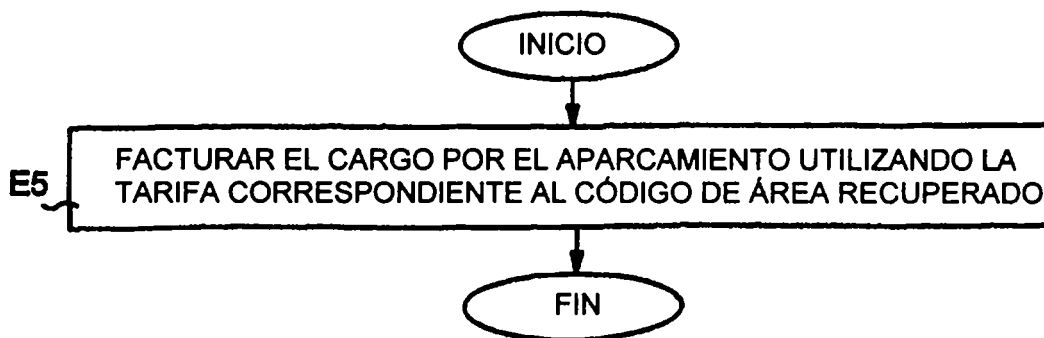 INICIO
E5
FACTURAR EL CARGO POR EL APARCAMIENTO UTILIZANDO LA
TARIFA CORRESPONDIENTE AL CÓDIGO DE ÁREA RECUPERADO
FIN